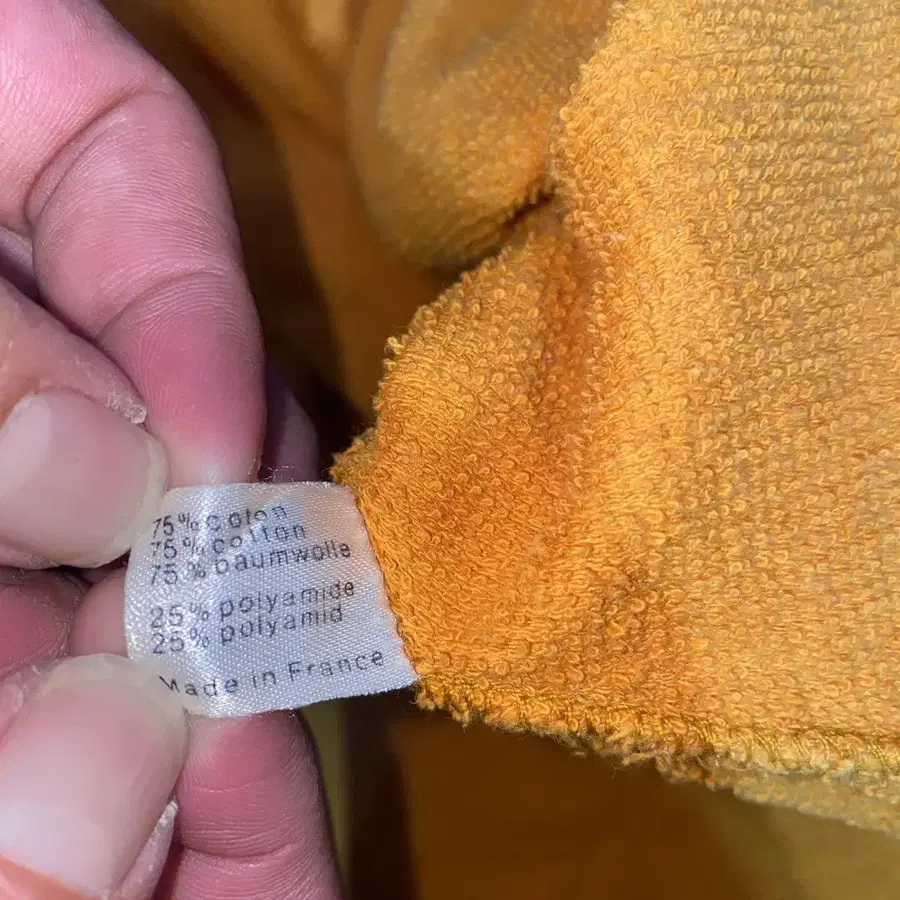 75% coton
75% cotton
75% baumwolle
25% polyamide
25% polyamid
Made in France